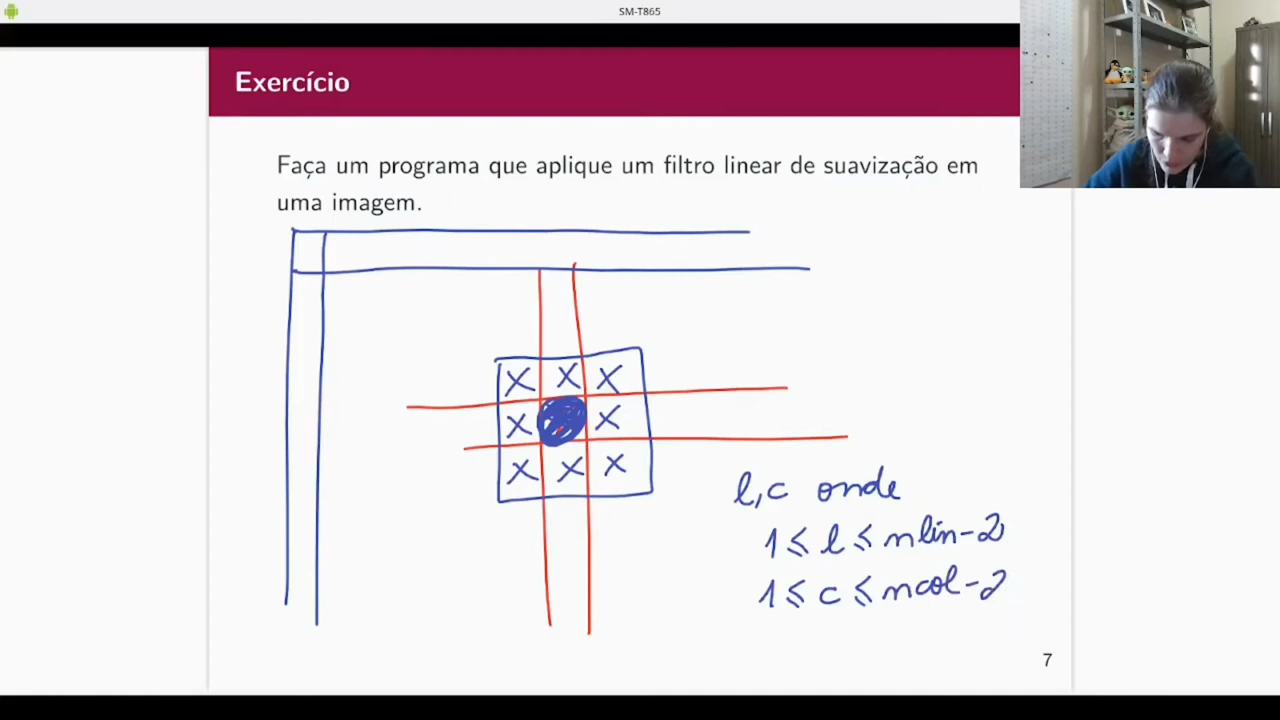 SM-T865
Exercício
Faça um programa que aplique um filtro linear de suavização em
uma imagem.
X X X
X X
X X X
l, c onde
1 ≤ l ≤ nlin-2
1 ≤ c ≤ ncol-2
7